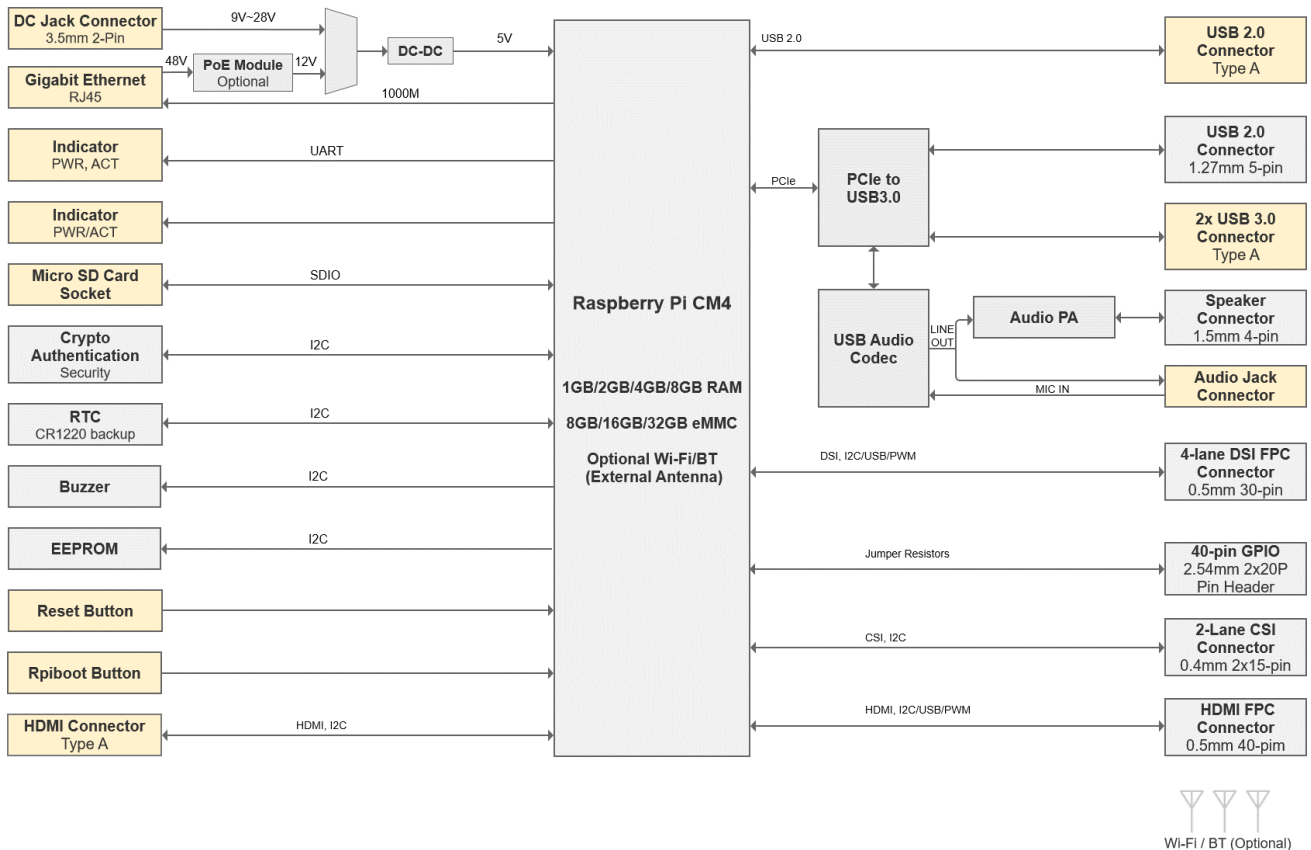 DC Jack Connector
3.5mm 2-Pin
9V~28V
48V
PoE Module
Optional
12V
DC-DC
5V
Gigabit Ethernet
RJ45
1000M
Indicator
PWR, ACT
UART
Indicator
PWR/ACT
Micro SD Card
Socket
SDIO
Crypto
Authentication
Security
I2C
RTC
CR1220 backup
I2C
Buzzer
I2C
EEPROM
I2C
Reset Button
Rpiboot Button
HDMI Connector
Type A
HDMI, I2C
Raspberry Pi CM4
1GB/2GB/4GB/8GB RAM
8GB/16GB/32GB eMMC
Optional Wi-Fi/BT
(External Antenna)
USB 2.0
USB 2.0
Connector
Type A
PCIe
PCIe to
USB3.0
USB 2.0
Connector
1.27mm 5-pin
2x USB 3.0
Connector
Type A
USB Audio
Codec
LINE
OUT
Audio PA
Speaker
Connector
1.5mm 4-pin
MIC IN
Audio Jack
Connector
DSI, I2C/USB/PWM
4-lane DSI FPC
Connector
0.5mm 30-pin
Jumper Resistors
40-pin GPIO
2.54mm 2x20P
Pin Header
CSI, I2C
2-Lane CSI
Connector
0.4mm 2x15-pin
HDMI, I2C/USB/PWM
HDMI FPC
Connector
0.5mm 40-pim
Wi-Fi / BT (Optional)